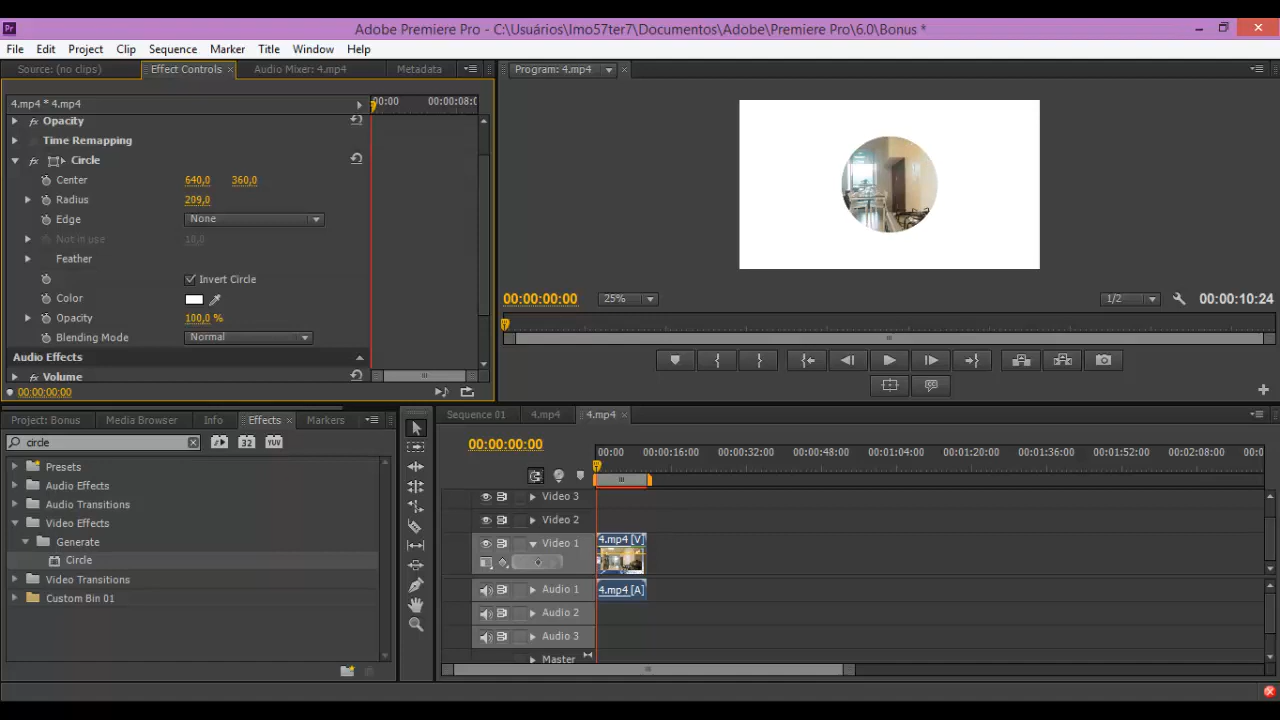 Pr
Adobe Premiere Pro - C:\Usuários\Imo57ter7\Documentos\Adobe\Premiere Pro\6.0\Bonus *
File Edit Project Clip Sequence Marker Title Window Help
Source: (no clips) Effect Controls Audio Mixer: 4.mp4 Metadata
Program: 4.mp4
4.mp4 * 4.mp4
00:00 00:00:08:0
Opacity
Time Remapping
Circle
Center 640,0 360,0
Radius 209,0
Edge None
Not in use 10,0
Feather
Invert Circle
Color
Opacity 100,0 %
Blending Mode Normal
Audio Effects
Volume
00:00:00:00
00:00:00:00 25% 1/2 00:00:10:24
Project: Bonus Media Browser Info Effects Markers
circle
32 YUV
Presets
Audio Effects
Audio Transitions
Video Effects
Generate
Circle
Video Transitions
Custom Bin 01
Sequence 01 4.mp4 4.mp4
00:00:00:00
00:00 00:00:16:00 00:00:32:00 00:00:48:00 00:01:04:00 00:01:20:00 00:01:36:00 00:01:52:00 00:02:08:00 00:0
Video 3
Video 2
Video 1
4.mp4 [V]
Audio 1
4.mp4 [A]
Audio 2
Audio 3
Master